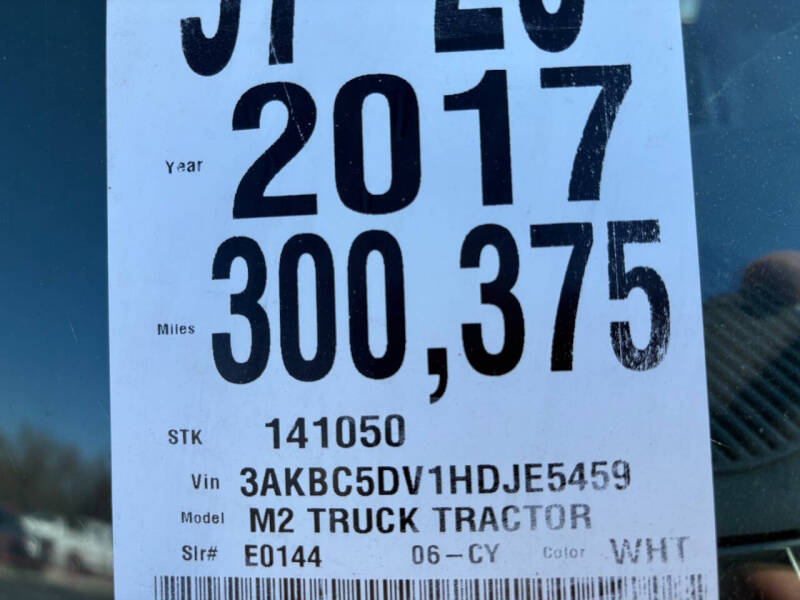 Year 2017
Miles 300,375
STK 141050
Vin 3AKBC5DV1HDJE5459
Model M2 TRUCK TRACTOR
Slr# E0144 06-CY Color WHT